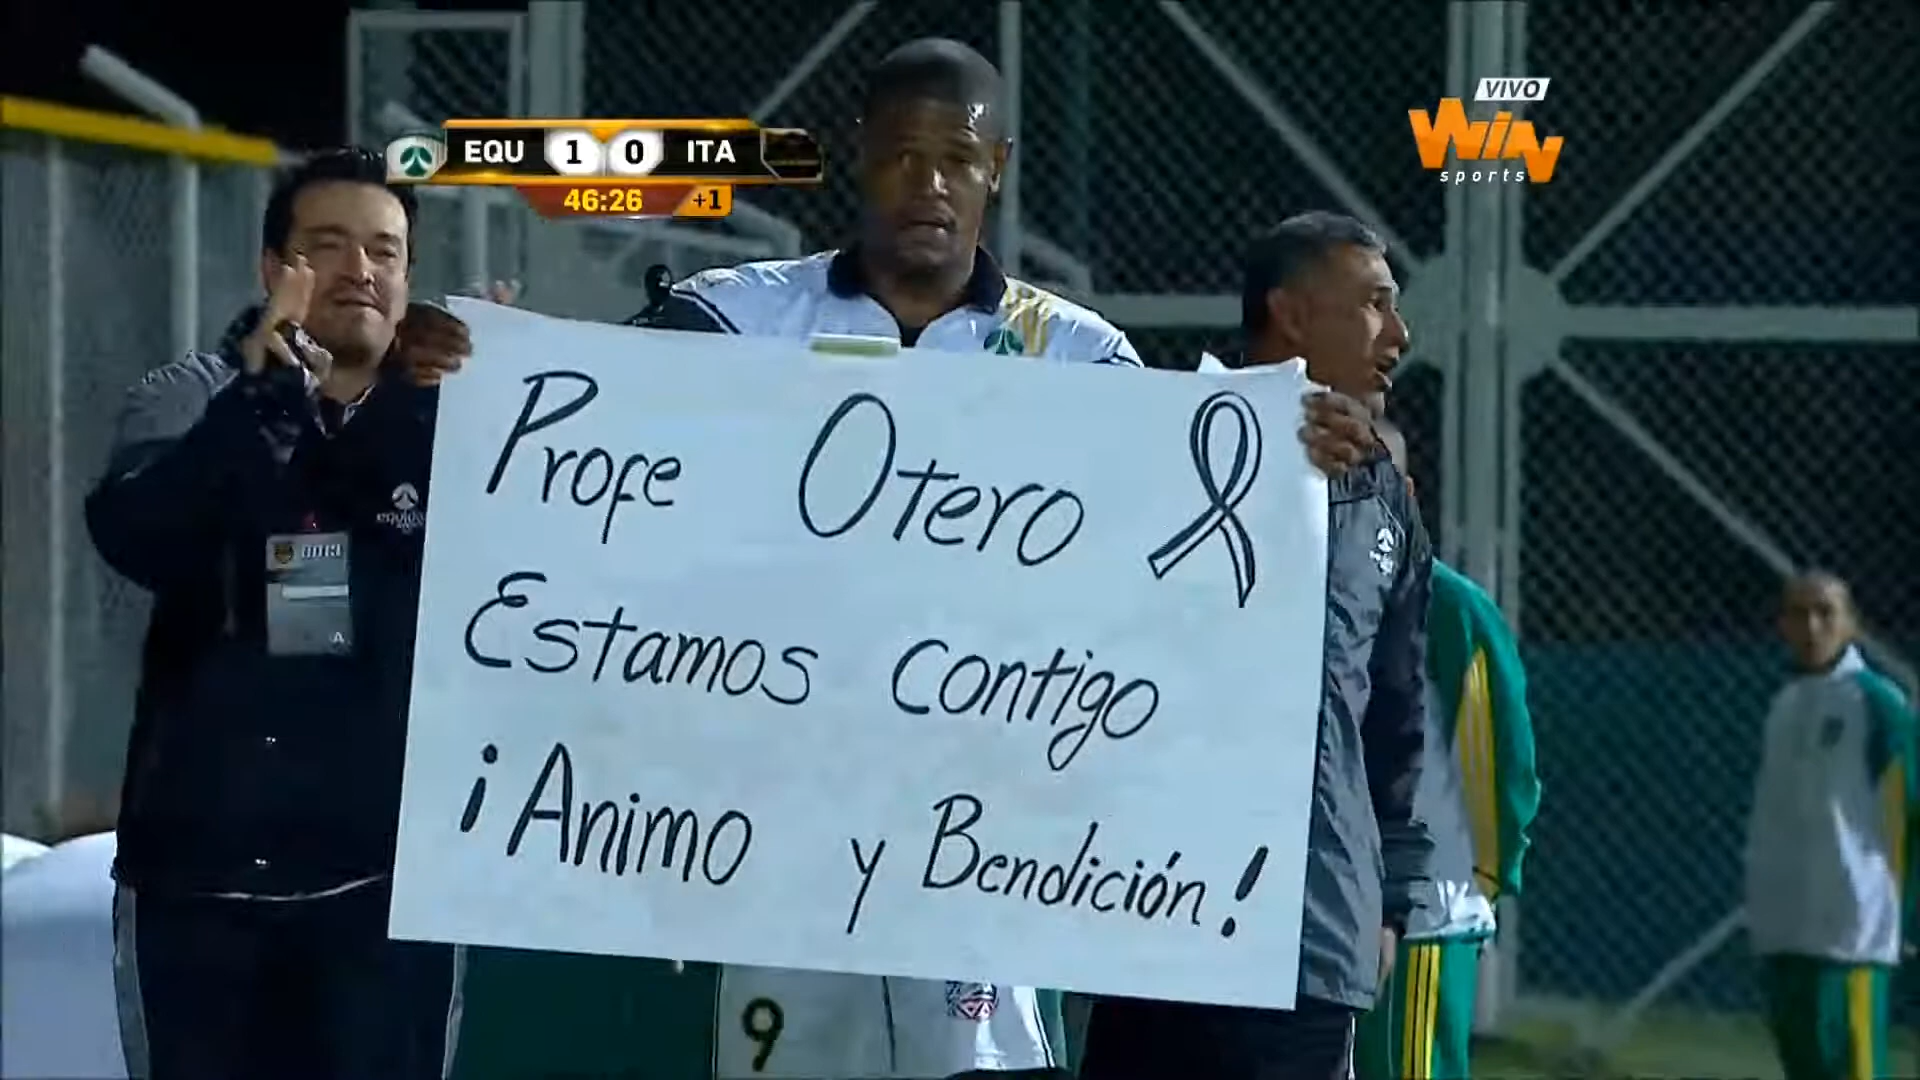 VIVO
WIN
sports
EQU 1 0 ITA
46:26 +1
Profe Otero
Estamos contigo
¡Animo y Bendición!
A
9